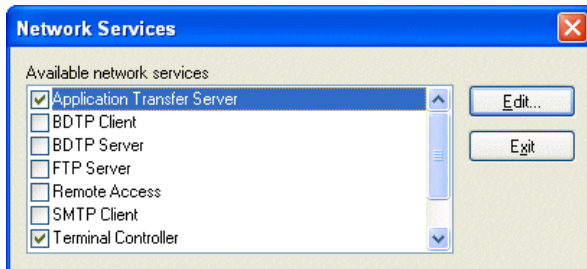 Network Services
Available network services
Application Transfer Server
BDTP Client
BDTP Server
FTP Server
Remote Access
SMTP Client
Terminal Controller
Edit...
Exit